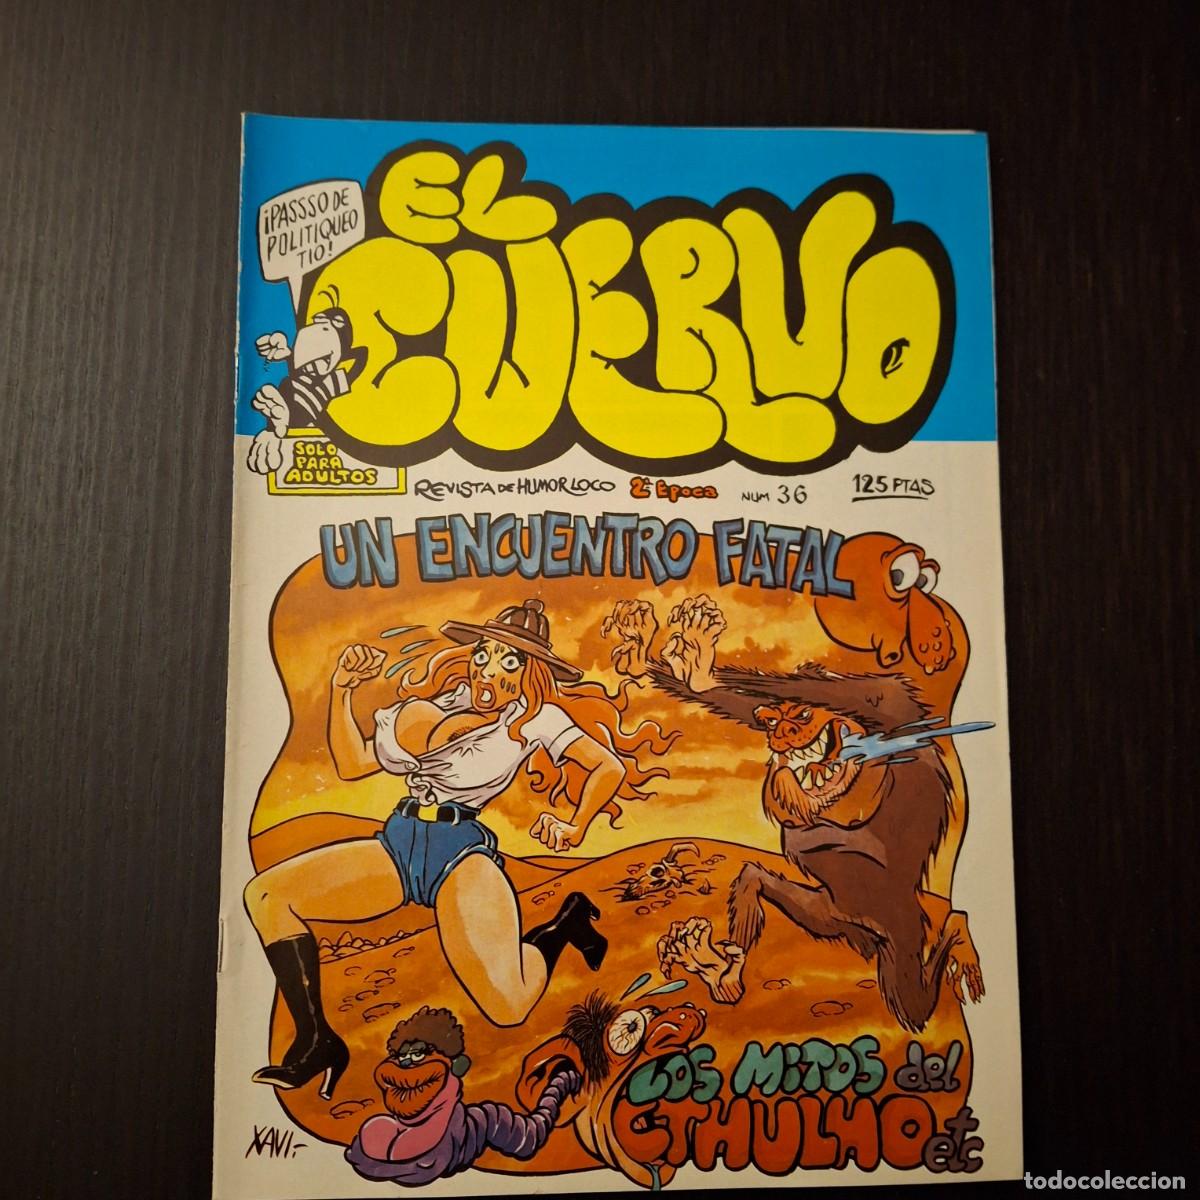 ¡PASSSO DE
POLITIQUEO
TIO!
EL
CUERVO
SOLO
PARA
ADULTOS
REVISTA DE HUMOR LOCO 2ª EPOCA NUM 36 125 PTAS
UN ENCUENTRO FATAL
LOS MITOS del
CTHULHO etc
XAVI.-
todocoleccion